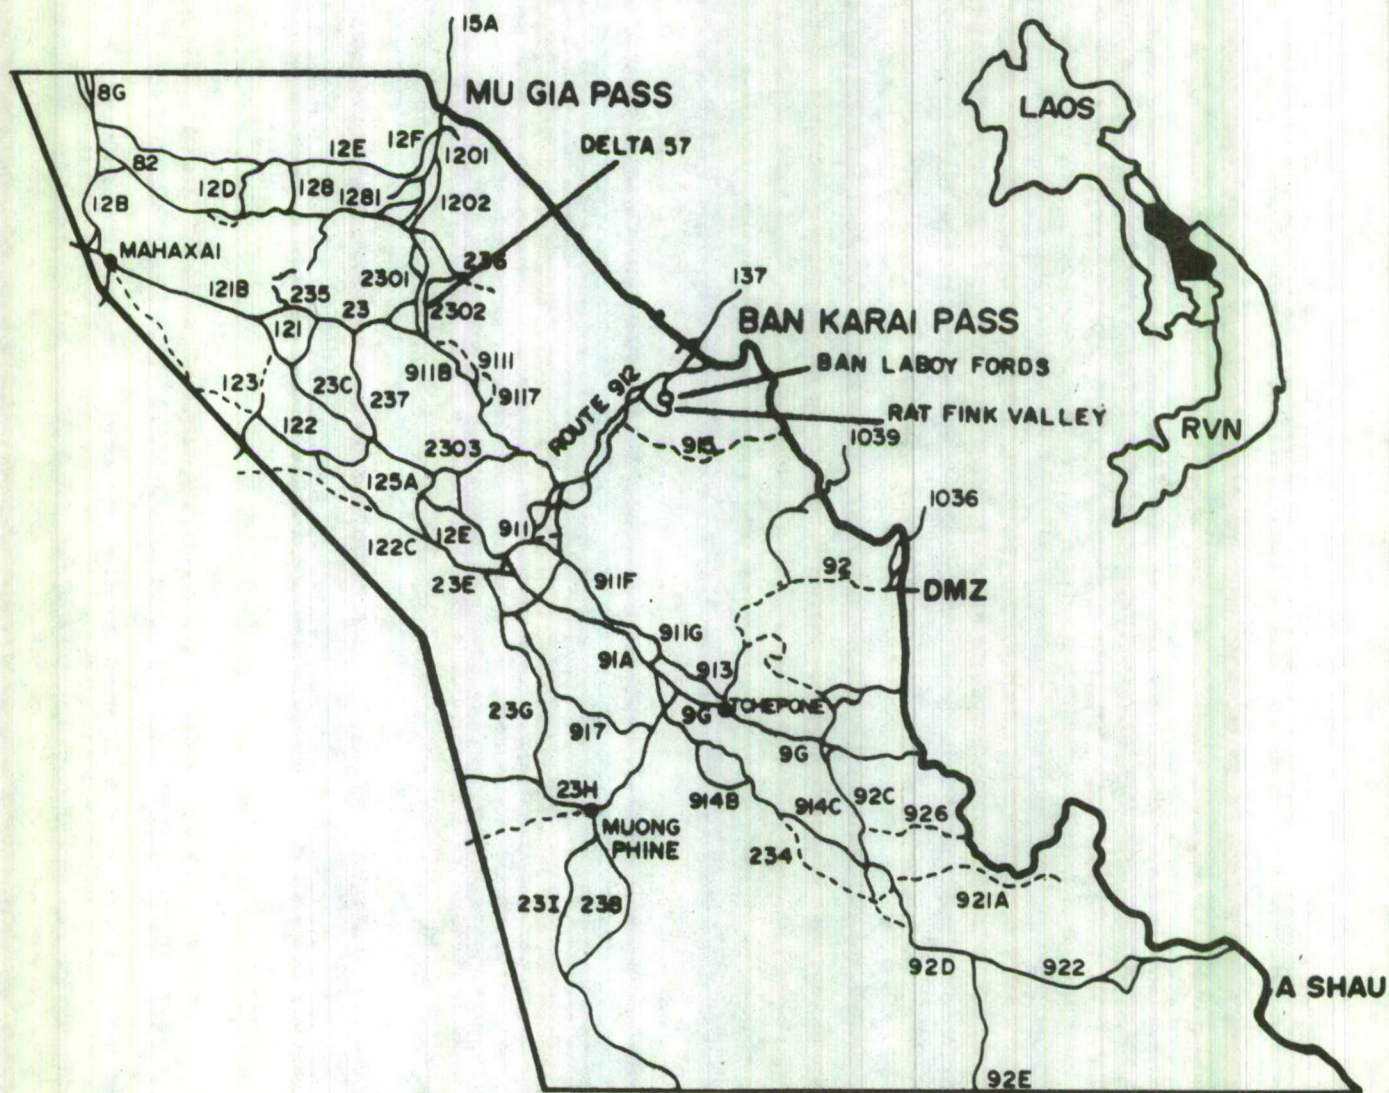 15A
8G
MU GIA PASS
LAOS
12F
DELTA 57
12E
1201
82
12D
128
1281
1202
12B
MAHAXAI
236
2301
137
121B
235
23
2302
BAN KARAI PASS
121
9111
911B
BAN LABOY FORDS
ROUTE 912
123
23C
237
9117
RAT FINK VALLEY
122
RVN
915
1039
2303
125A
1036
911
12E
122C
92
23E
911F
DMZ
911G
91A
913
23G
9G
TCHEPONE
917
9G
23H
914B
914C
92C
926
MUONG
PHINE
234
23I
23B
921A
92D
922
A SHAU
92E